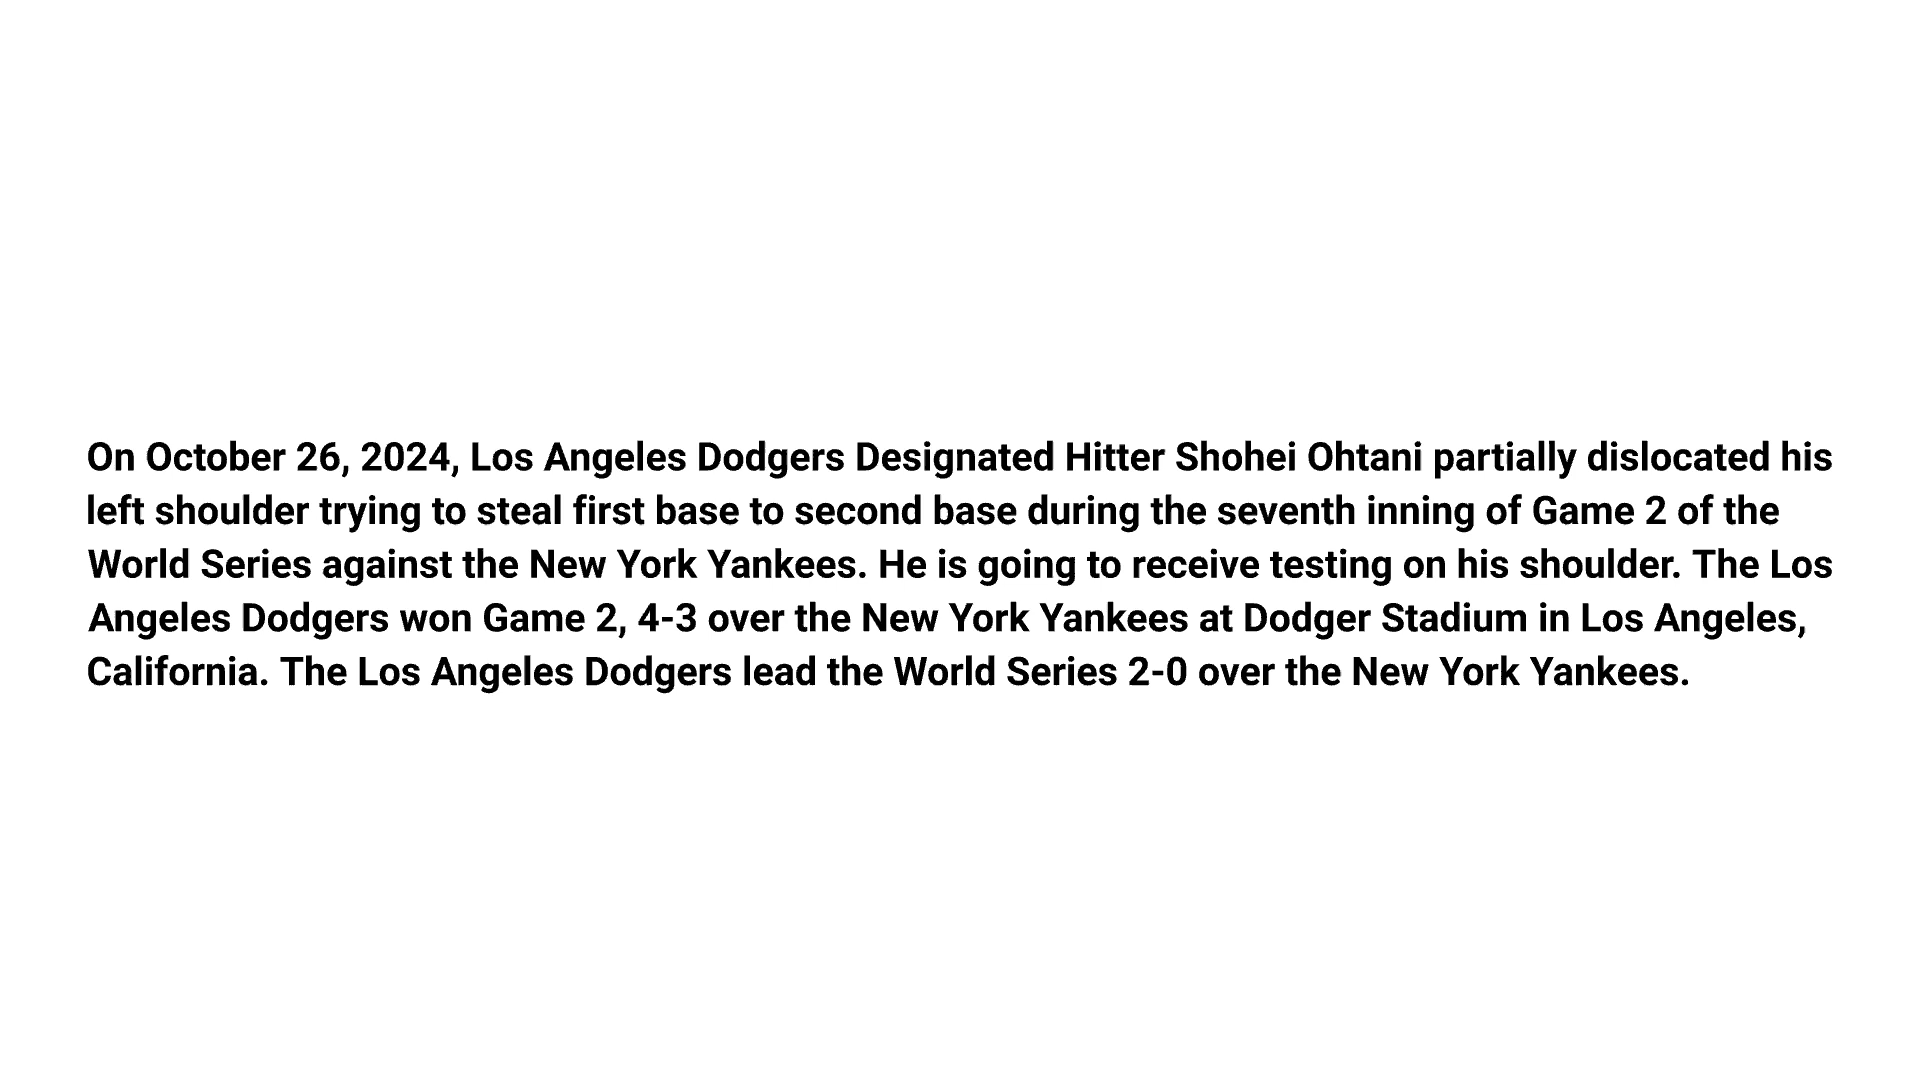 On October 26, 2024, Los Angeles Dodgers Designated Hitter Shohei Ohtani partially dislocated his
left shoulder trying to steal first base to second base during the seventh inning of Game 2 of the
World Series against the New York Yankees. He is going to receive testing on his shoulder. The Los
Angeles Dodgers won Game 2, 4-3 over the New York Yankees at Dodger Stadium in Los Angeles,
California. The Los Angeles Dodgers lead the World Series 2-0 over the New York Yankees.